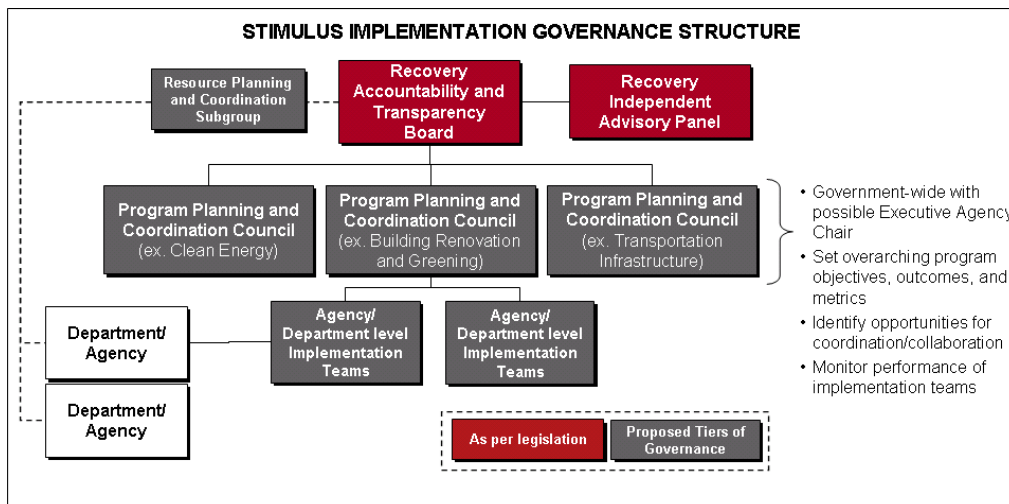 STIMULUS IMPLEMENTATION GOVERNANCE STRUCTURE
Resource Planning
and Coordination
Subgroup
Recovery
Accountability and
Transparency
Board
Recovery
Independent
Advisory Panel
Program Planning and
Coordination Council
(ex. Clean Energy)
Program Planning and
Coordination Council
(ex. Building Renovation
and Greening)
Program Planning and
Coordination Council
(ex. Transportation
Infrastructure)
• Government-wide with
possible Executive Agency
Chair
• Set overarching program
objectives, outcomes, and
metrics
• Identify opportunities for
coordination/collaboration
• Monitor performance of
implementation teams
Department/
Agency
Agency/
Department level
Implementation
Teams
Agency/
Department level
Implementation
Teams
Department/
Agency
As per legislation
Proposed Tiers of
Governance